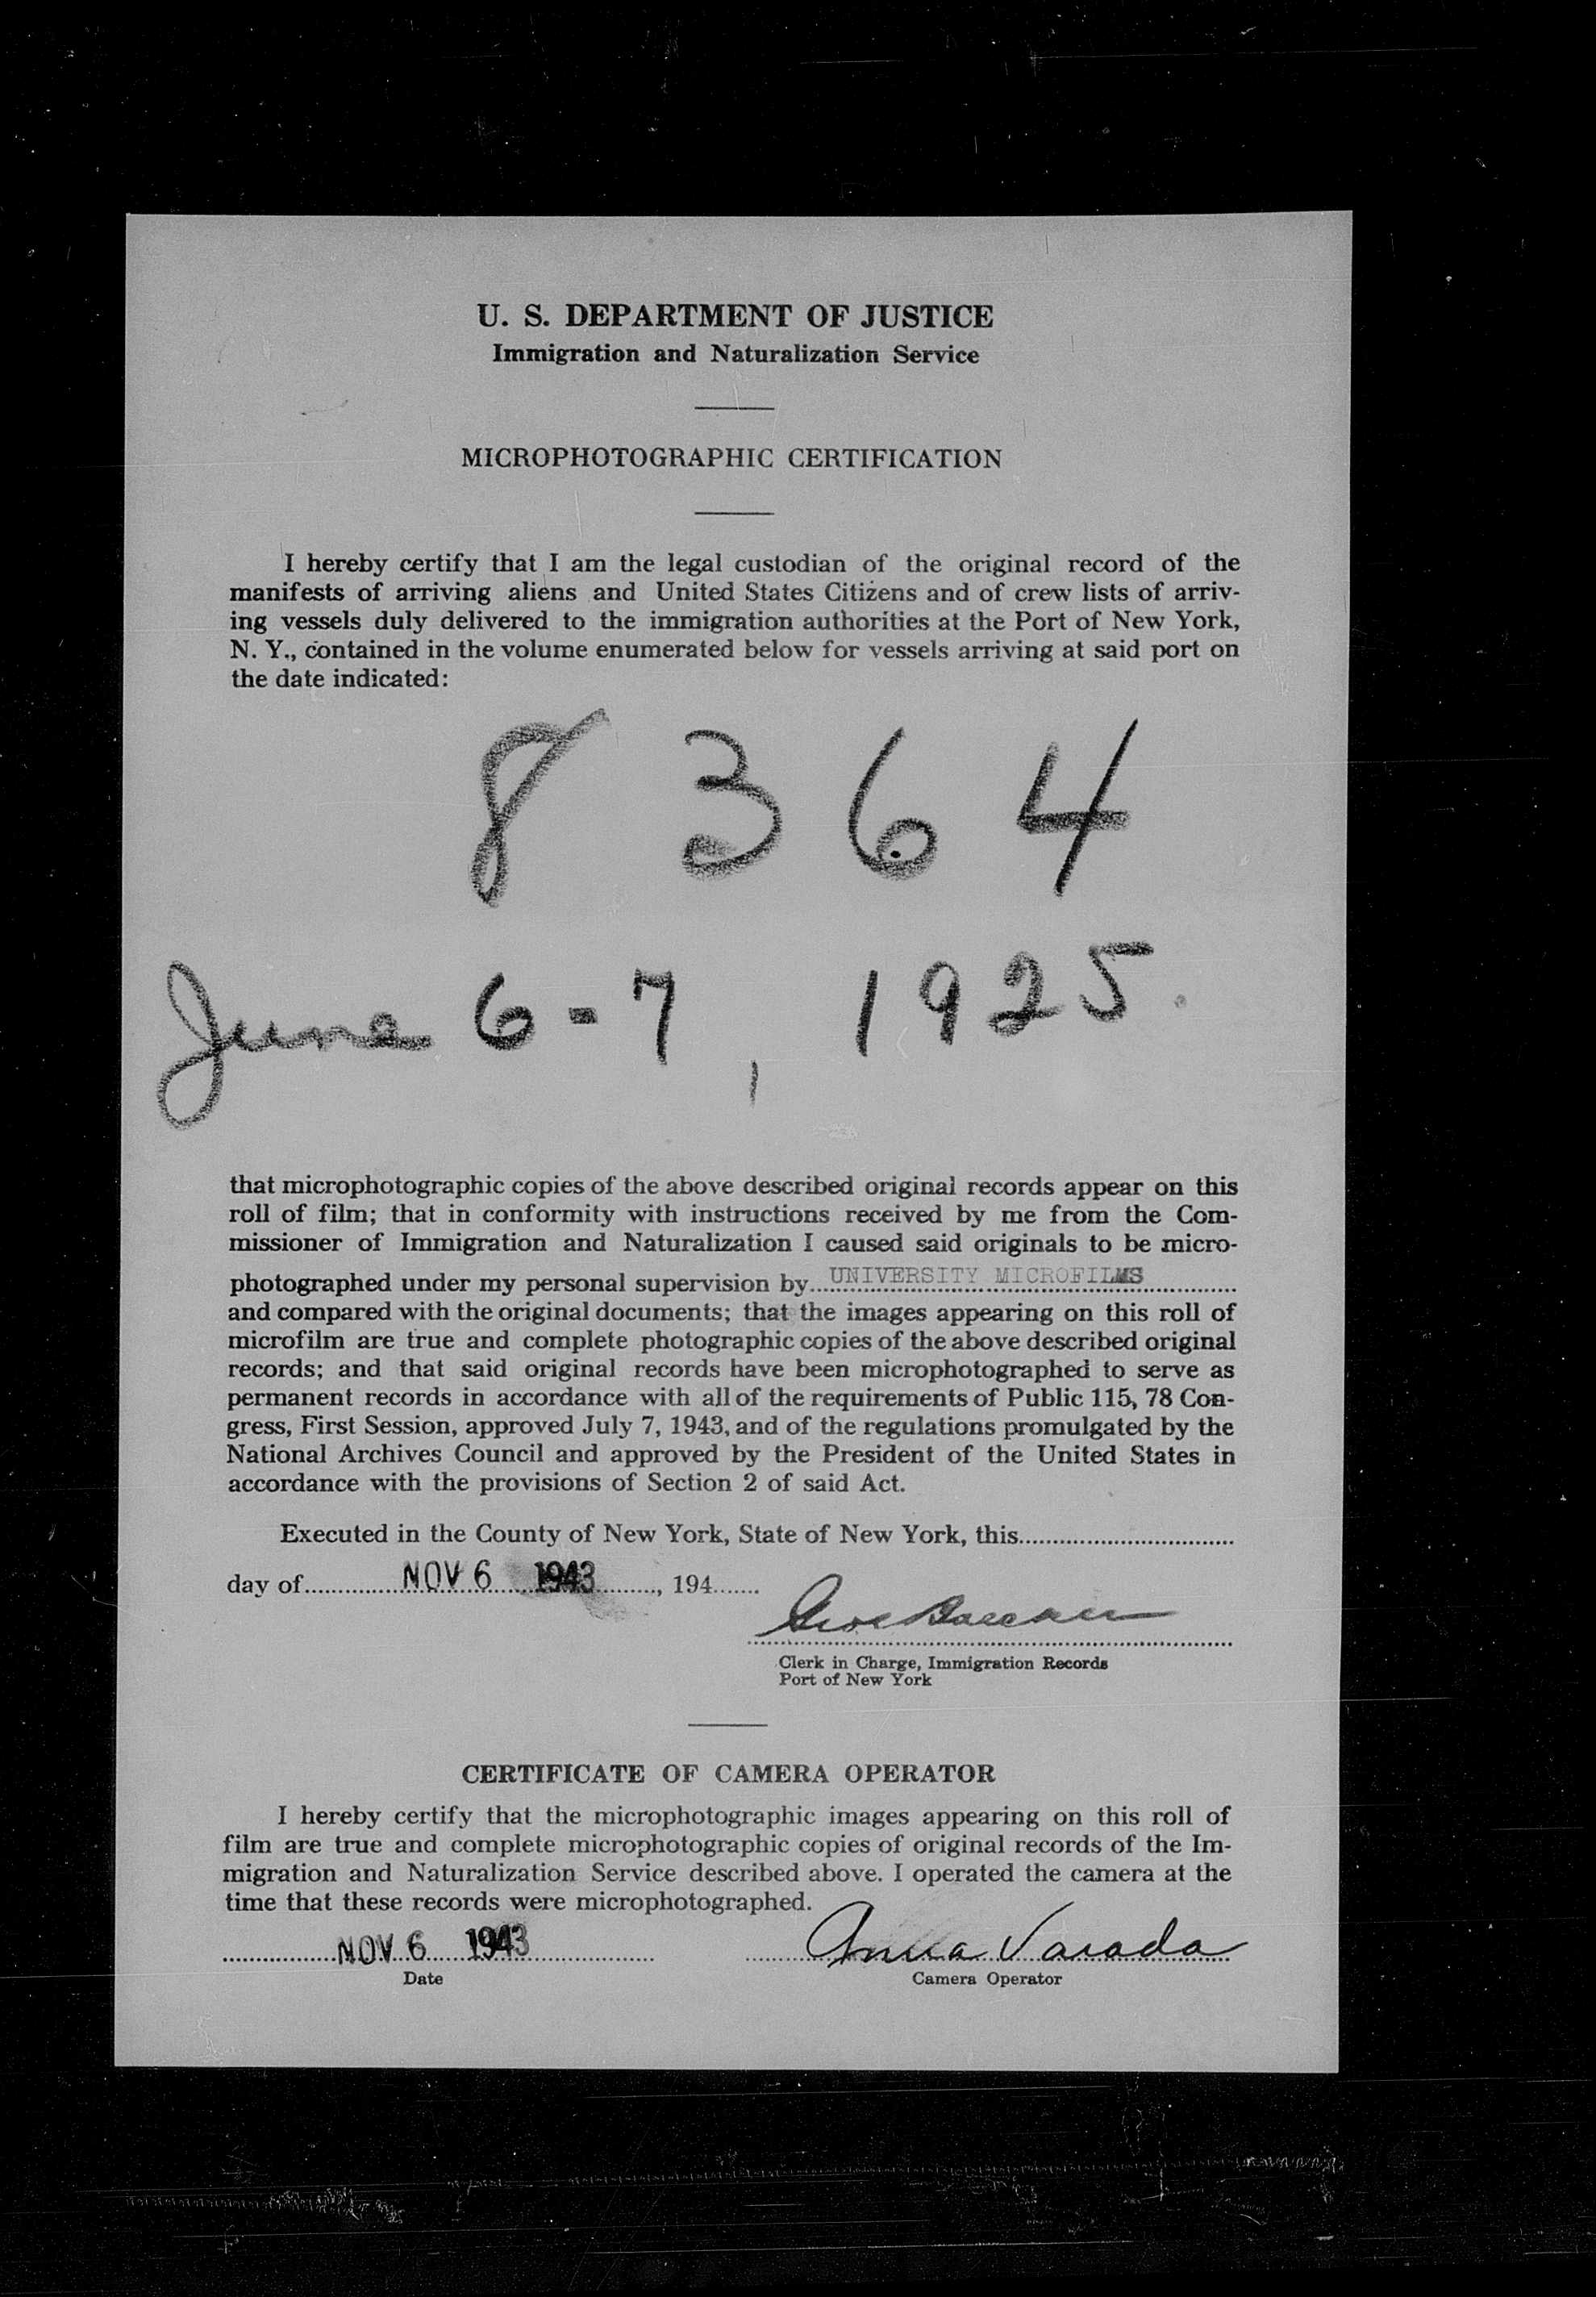 U. S. DEPARTMENT OF JUSTICE
Immigration and Naturalization Service
MICROPHOTOGRAPHIC CERTIFICATION
I hereby certify that I am the legal custodian of the original record of the
manifests of arriving aliens and United States Citizens and of crew lists of arriv-
ing vessels duly delivered to the immigration authorities at the Port of New York,
N. Y., contained in the volume enumerated below for vessels arriving at said port on
the date indicated:
8 3 6 4
June 6 - 7, 1925.
that microphotographic copies of the above described original records appear on this
roll of film; that in conformity with instructions received by me from the Com-
missioner of Immigration and Naturalization I caused said originals to be micro-
photographed under my personal supervision by UNIVERSITY MICROFILMS
and compared with the original documents; that the images appearing on this roll of
microfilm are true and complete photographic copies of the above described original
records; and that said original records have been microphotographed to serve as
permanent records in accordance with all of the requirements of Public 115, 78 Con-
gress, First Session, approved July 7, 1943, and of the regulations promulgated by the
National Archives Council and approved by the President of the United States in
accordance with the provisions of Section 2 of said Act.
Executed in the County of New York, State of New York, this
day of NOV 6 1943, 194
Clerk in Charge, Immigration Records
Port of New York
CERTIFICATE OF CAMERA OPERATOR
I hereby certify that the microphotographic images appearing on this roll of
film are true and complete microphotographic copies of original records of the Im-
migration and Naturalization Service described above. I operated the camera at the
time that these records were microphotographed.
NOV 6 1943 Anna Varada
Date Camera Operator